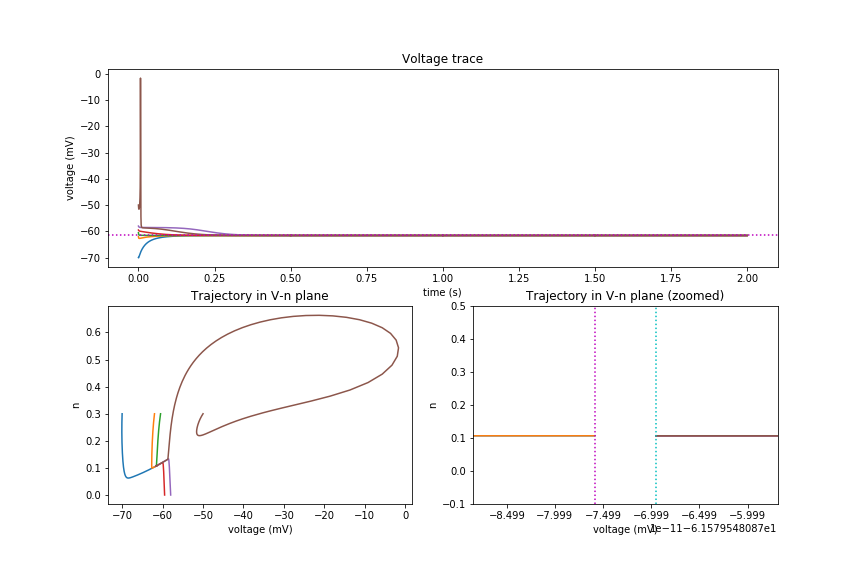 Voltage trace
0
−10
−20
−30
−40
−50
−60
−70
voltage (mV)
0.00 0.25 0.50 0.75 1.00 1.25 1.50 1.75 2.00
time (s)
Trajectory in V-n plane
0.6
0.5
0.4
0.3
0.2
0.1
0.0
n
−70 −60 −50 −40 −30 −20 −10 0
voltage (mV)
Trajectory in V-n plane (zoomed)
0.5
0.4
0.3
0.2
0.1
0.0
−0.1
n
−8.499 −7.999 −7.499 −6.999 −6.499 −5.999
voltage (mV)
1e−11−6.1579548087e1